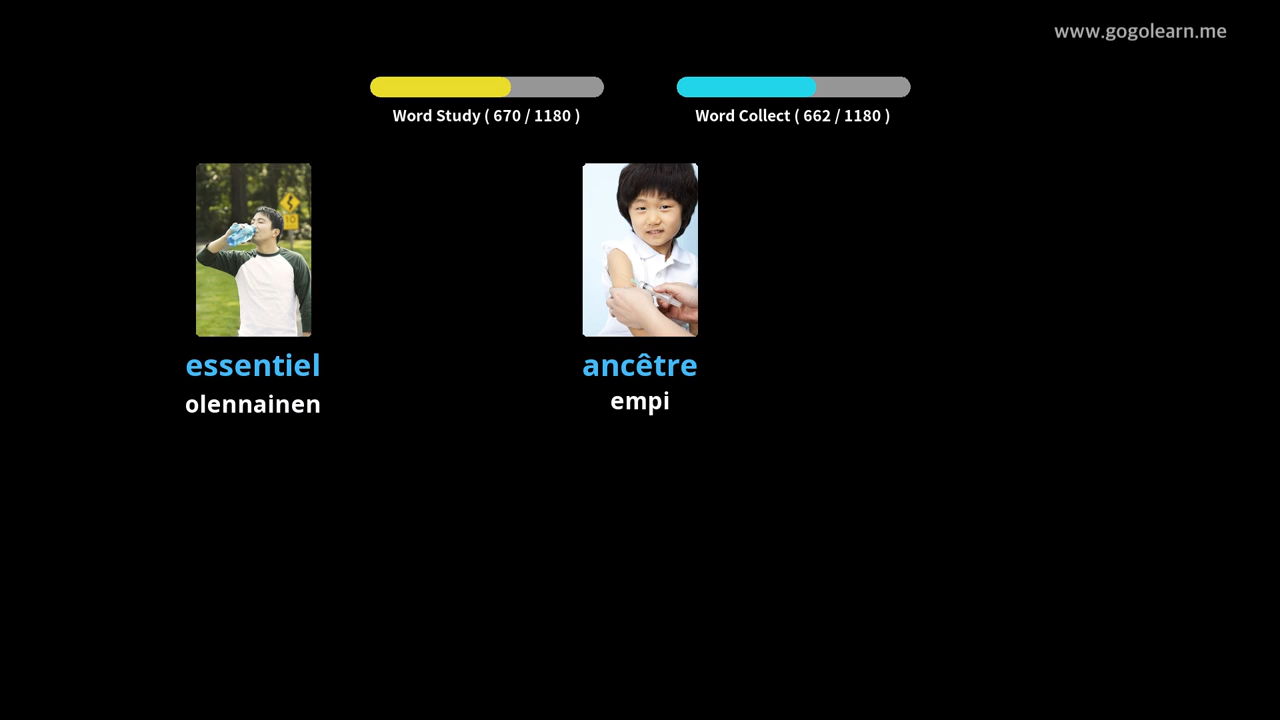 www.gogolearn.me
Word Study ( 670 / 1180 )
Word Collect ( 662 / 1180 )
essentiel
olennainen
ancêtre
empi